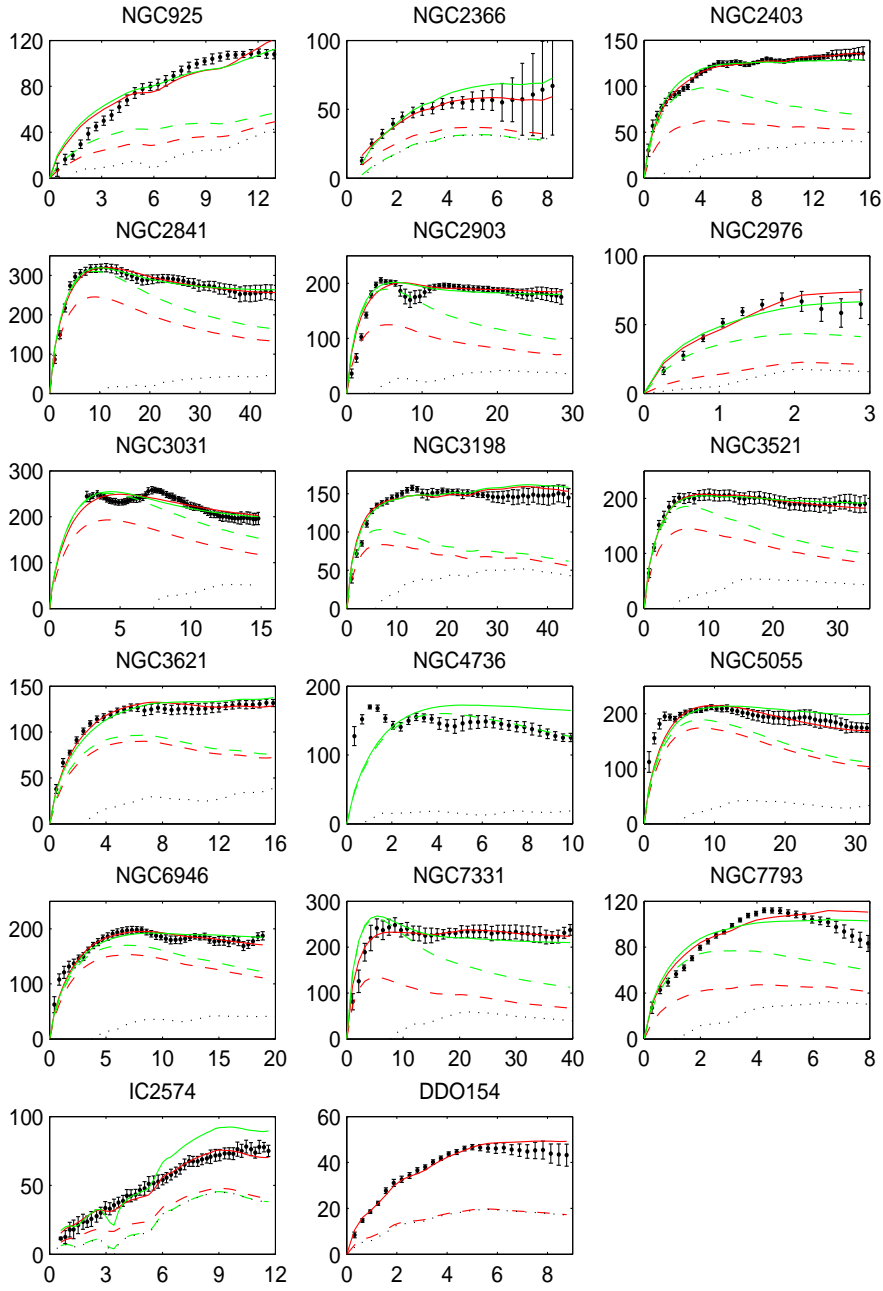 NGC925 NGC2366 NGC2403
120 100 150
80 100
50
40 50
0 0 0
3 6 9 12 0 2 4 6 8 0 4 8 12 16
NGC2841 NGC2903 NGC2976
300 200 100
200
100 50
100
0 0 0
0 10 20 30 40 0 10 20 30 0 1 2 3
NGC3031 NGC3198 NGC3521
300 150 200
200 100
100
100 50
0 0 0
0 5 10 15 0 10 20 30 40 0 10 20 30
NGC3621 NGC4736 NGC5055
150 200 200
100
100 100
50
0 0 0
0 4 8 12 16 0 2 4 6 8 10 0 10 20 30
NGC6946 NGC7331 NGC7793
200 300 120
200 80
100
100 40
0 0 0
0 5 10 15 20 0 10 20 30 40 0 2 4 6 8
IC2574 DDO154
100 60
40
50
20
0 0
0 3 6 9 12 0 2 4 6 8